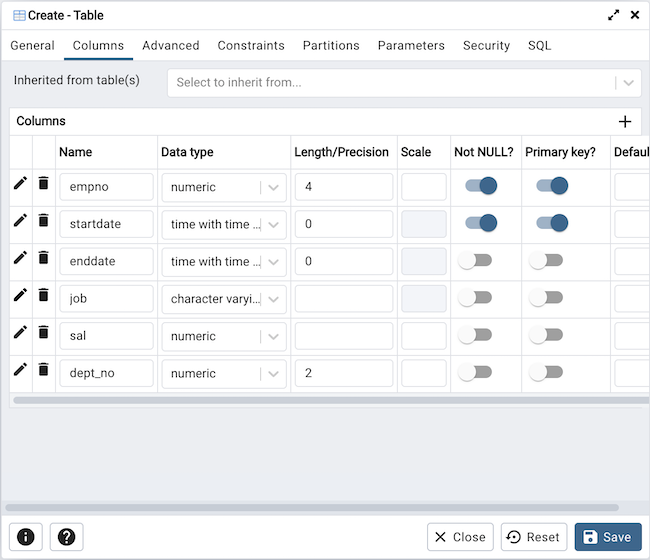 Create - Table
General Columns Advanced Constraints Partitions Parameters Security SQL
Inherited from table(s) Select to inherit from...
Columns
Name Data type Length/Precision Scale Not NULL? Primary key? Defaul
empno numeric 4
startdate time with time ... 0
enddate time with time ... 0
job character varyi...
sal numeric
dept_no numeric 2
Close Reset Save